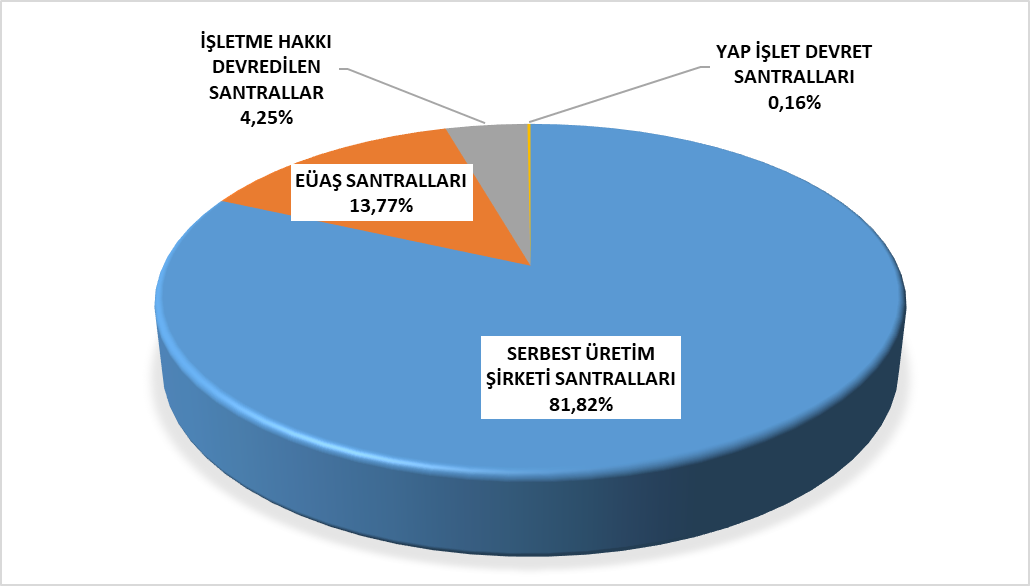 İŞLETME HAKKI
DEVREDİLEN
SANTRALLAR
4,25%
YAP İŞLET DEVRET
SANTRALLARI
0,16%
EÜAŞ SANTRALLARI
13,77%
SERBEST ÜRETİM
ŞİRKETİ SANTRALLARI
81,82%